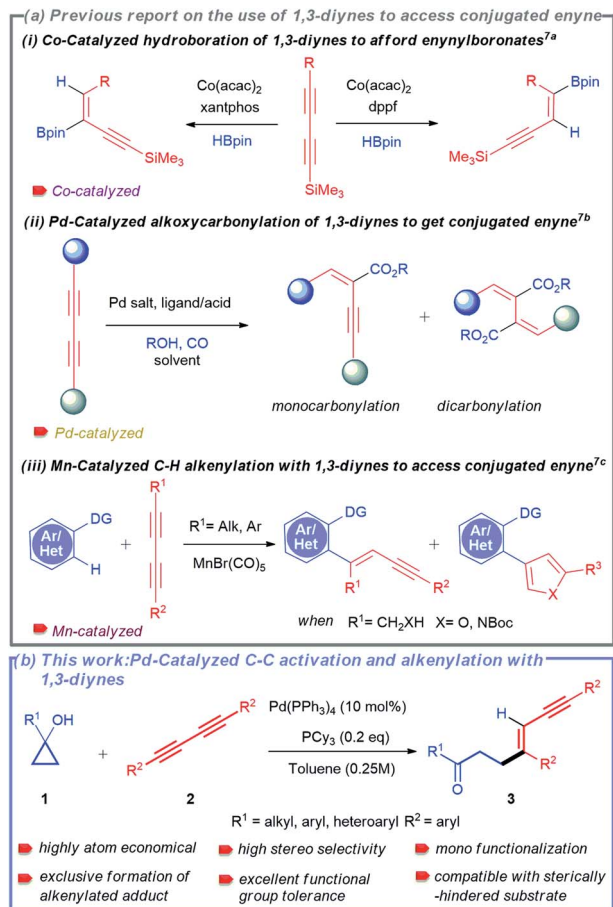 (a) Previous report on the use of 1,3-diynes to access conjugated enyne
(i) Co-Catalyzed hydroboration of 1,3-diynes to afford enynylboronates7a
H
R
Bpin
SiMe3
Co(acac)2
xantphos
HBpin
R
SiMe3
Co(acac)2
dppf
HBpin
R
Bpin
H
Me3Si
Co-catalyzed
(ii) Pd-Catalyzed alkoxycarbonylation of 1,3-diynes to get conjugated enyne7b
Pd salt, ligand/acid
ROH, CO
solvent
CO2R
+
CO2R
RO2C
monocarbonylation
dicarbonylation
Pd-catalyzed
(iii) Mn-Catalyzed C-H alkenylation with 1,3-diynes to access conjugated enyne7c
DG
Ar/
Het
H
+
R1
R2
R1= Alk, Ar
MnBr(CO)5
DG
Ar/
Het
R1
R2
+
DG
Ar/
Het
R3
X
when R1= CH2XH X= O, NBoc
Mn-catalyzed
(b) This work:Pd-Catalyzed C-C activation and alkenylation with
1,3-diynes
R1
OH
1
+
R2
R2
2
Pd(PPh3)4 (10 mol%)
PCy3 (0.2 eq)
Toluene (0.25M)
R2
H
R1
R2
O
3
R1 = alkyl, aryl, heteroaryl R2 = aryl
highly atom economical
high stereo selectivity
mono functionalization
exclusive formation of
alkenylated adduct
excellent functional
group tolerance
compatible with sterically
-hindered substrate